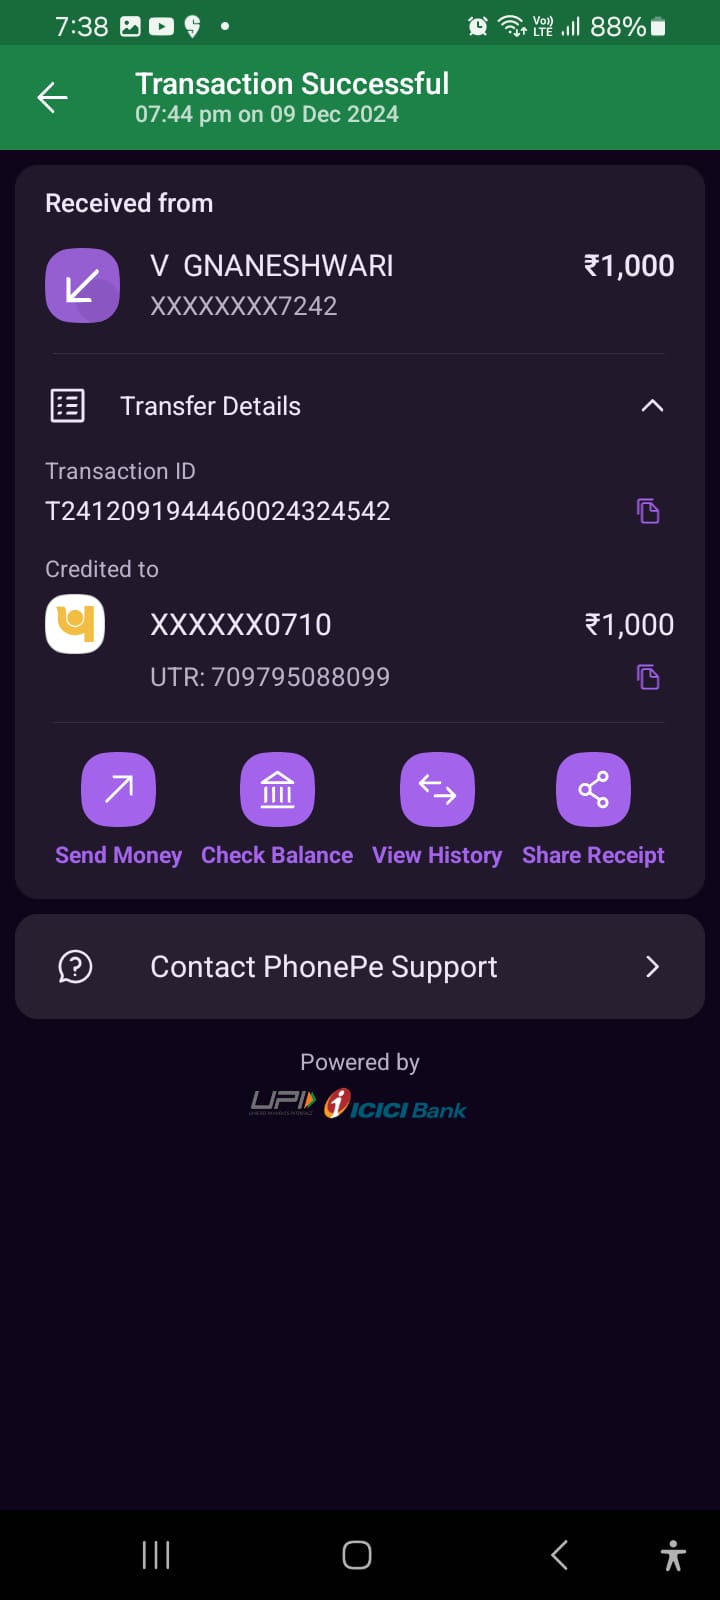 7:38 Vo)) LTE 88%
Transaction Successful
07:44 pm on 09 Dec 2024
Received from
V GNANESHWARI ₹1,000
XXXXXXXX7242
Transfer Details
Transaction ID
T2412091944460024324542
Credited to
XXXXXX0710 ₹1,000
UTR: 709795088099
Send Money Check Balance View History Share Receipt
Contact PhonePe Support
Powered by
UPI ICICI Bank